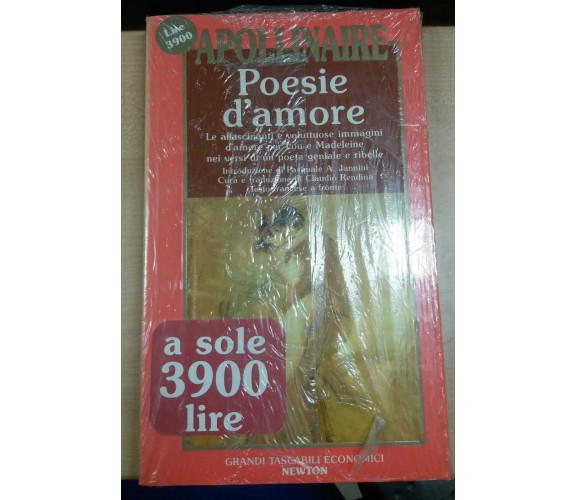 Lire
3900
APOLLINAIRE
Poesie
d'amore
Le affascinanti e voluttuose immagini
d'amore per Lou e Madeleine
nei versi di un poeta geniale e ribelle
Introduzione di Pasquale A. Jannini
Cura e traduzione di Claudio Rendina
Testo francese a fronte
a sole
3900
lire
GRANDI TASCABILI ECONOMICI
NEWTON